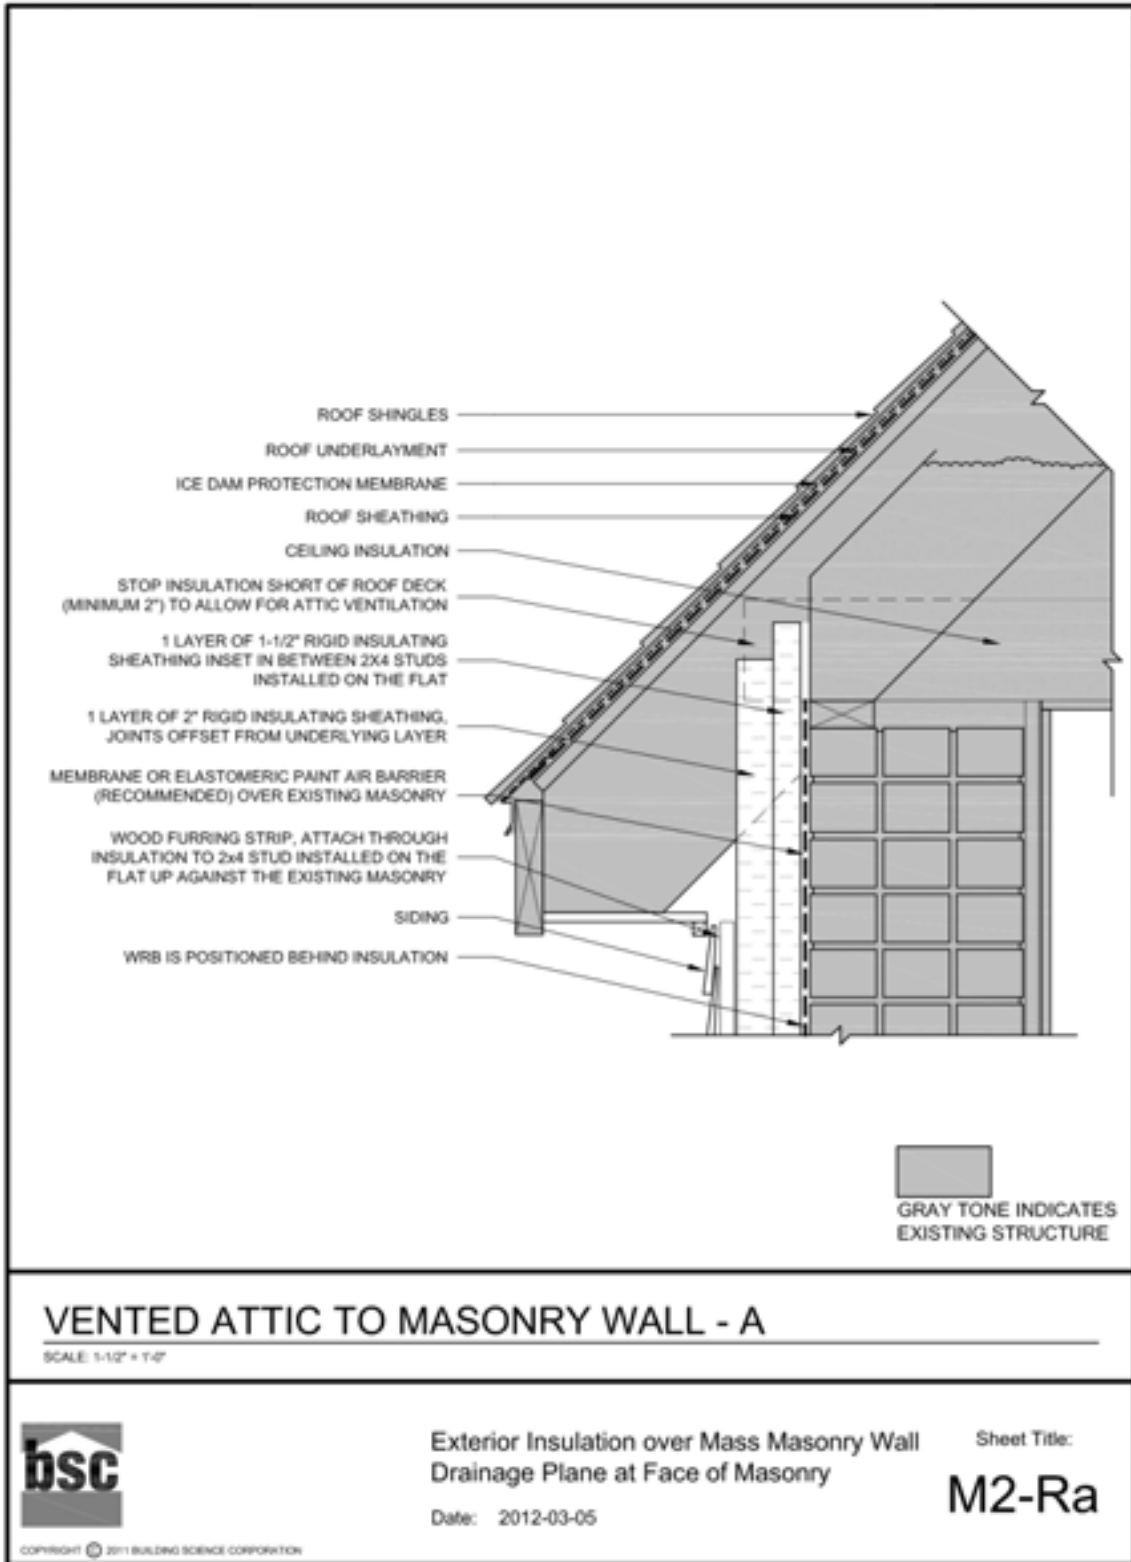 ROOF SHINGLES
ROOF UNDERLAYMENT
ICE DAM PROTECTION MEMBRANE
ROOF SHEATHING
CEILING INSULATION
STOP INSULATION SHORT OF ROOF DECK
(MINIMUM 2") TO ALLOW FOR ATTIC VENTILATION
1 LAYER OF 1-1/2" RIGID INSULATING
SHEATHING INSET IN BETWEEN 2X4 STUDS
INSTALLED ON THE FLAT
1 LAYER OF 2" RIGID INSULATING SHEATHING,
JOINTS OFFSET FROM UNDERLYING LAYER
MEMBRANE OR ELASTOMERIC PAINT AIR BARRIER
(RECOMMENDED) OVER EXISTING MASONRY
WOOD FURRING STRIP, ATTACH THROUGH
INSULATION TO 2x4 STUD INSTALLED ON THE
FLAT UP AGAINST THE EXISTING MASONRY
SIDING
WRB IS POSITIONED BEHIND INSULATION
GRAY TONE INDICATES
EXISTING STRUCTURE
VENTED ATTIC TO MASONRY WALL - A
SCALE: 1-1/2" = 1'-0"
bsc
Exterior Insulation over Mass Masonry Wall
Drainage Plane at Face of Masonry
Date: 2012-03-05
Sheet Title:
M2-Ra
COPYRIGHT © 2011 BUILDING SCIENCE CORPORATION